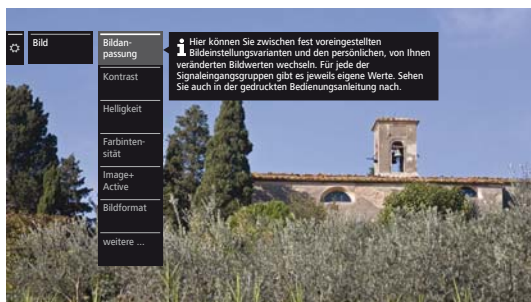 Bild
Bildan-
passung
Kontrast
Helligkeit
Farbinten-
sität
Image+
Active
Bildformat
weitere ...
Hier können Sie zwischen fest voreingestellten
Bildeinstellungsvarianten und den persönlichen, von Ihnen
veränderten Bildwerten wechseln. Für jede der
Signaleingangsgruppen gibt es jeweils eigene Werte. Sehen
Sie auch in der gedruckten Bedienungsanleitung nach.